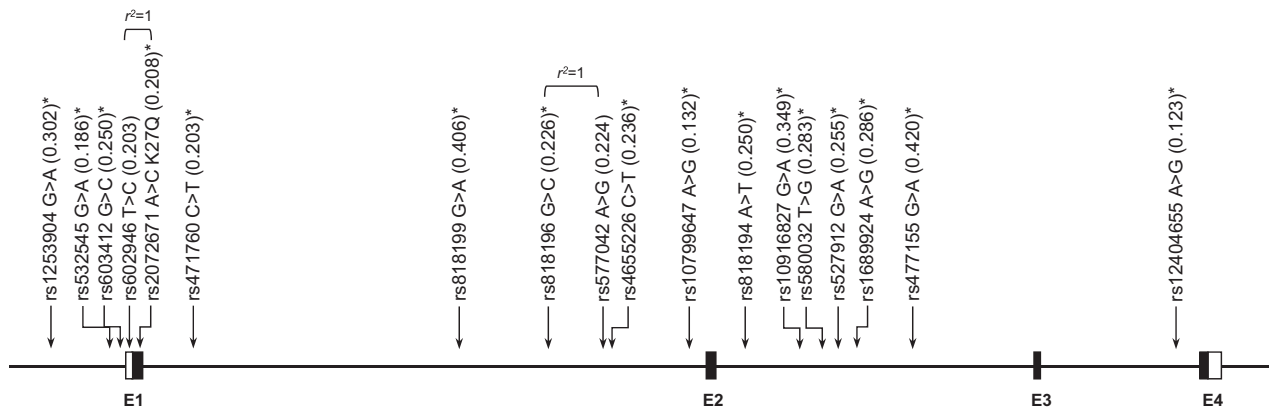 r²=1
r²=1
rs1253904 G>A (0.302)*
rs532545 G>A (0.186)*
rs603412 G>C (0.250)*
rs602946 T>C (0.203)
rs2072671 A>C K27Q (0.208)*
rs471760 C>T (0.203)*
rs818199 G>A (0.406)*
rs818196 G>C (0.226)*
rs577042 A>G (0.224)
rs4655226 C>T (0.236)*
rs10799647 A>G (0.132)*
rs818194 A>T (0.250)*
rs10916827 G>A (0.349)*
rs580032 T>G (0.283)*
rs527912 G>A (0.255)*
rs1689924 A>G (0.286)*
rs477155 G>A (0.420)*
rs12404655 A>G (0.123)*
E1
E2
E3
E4